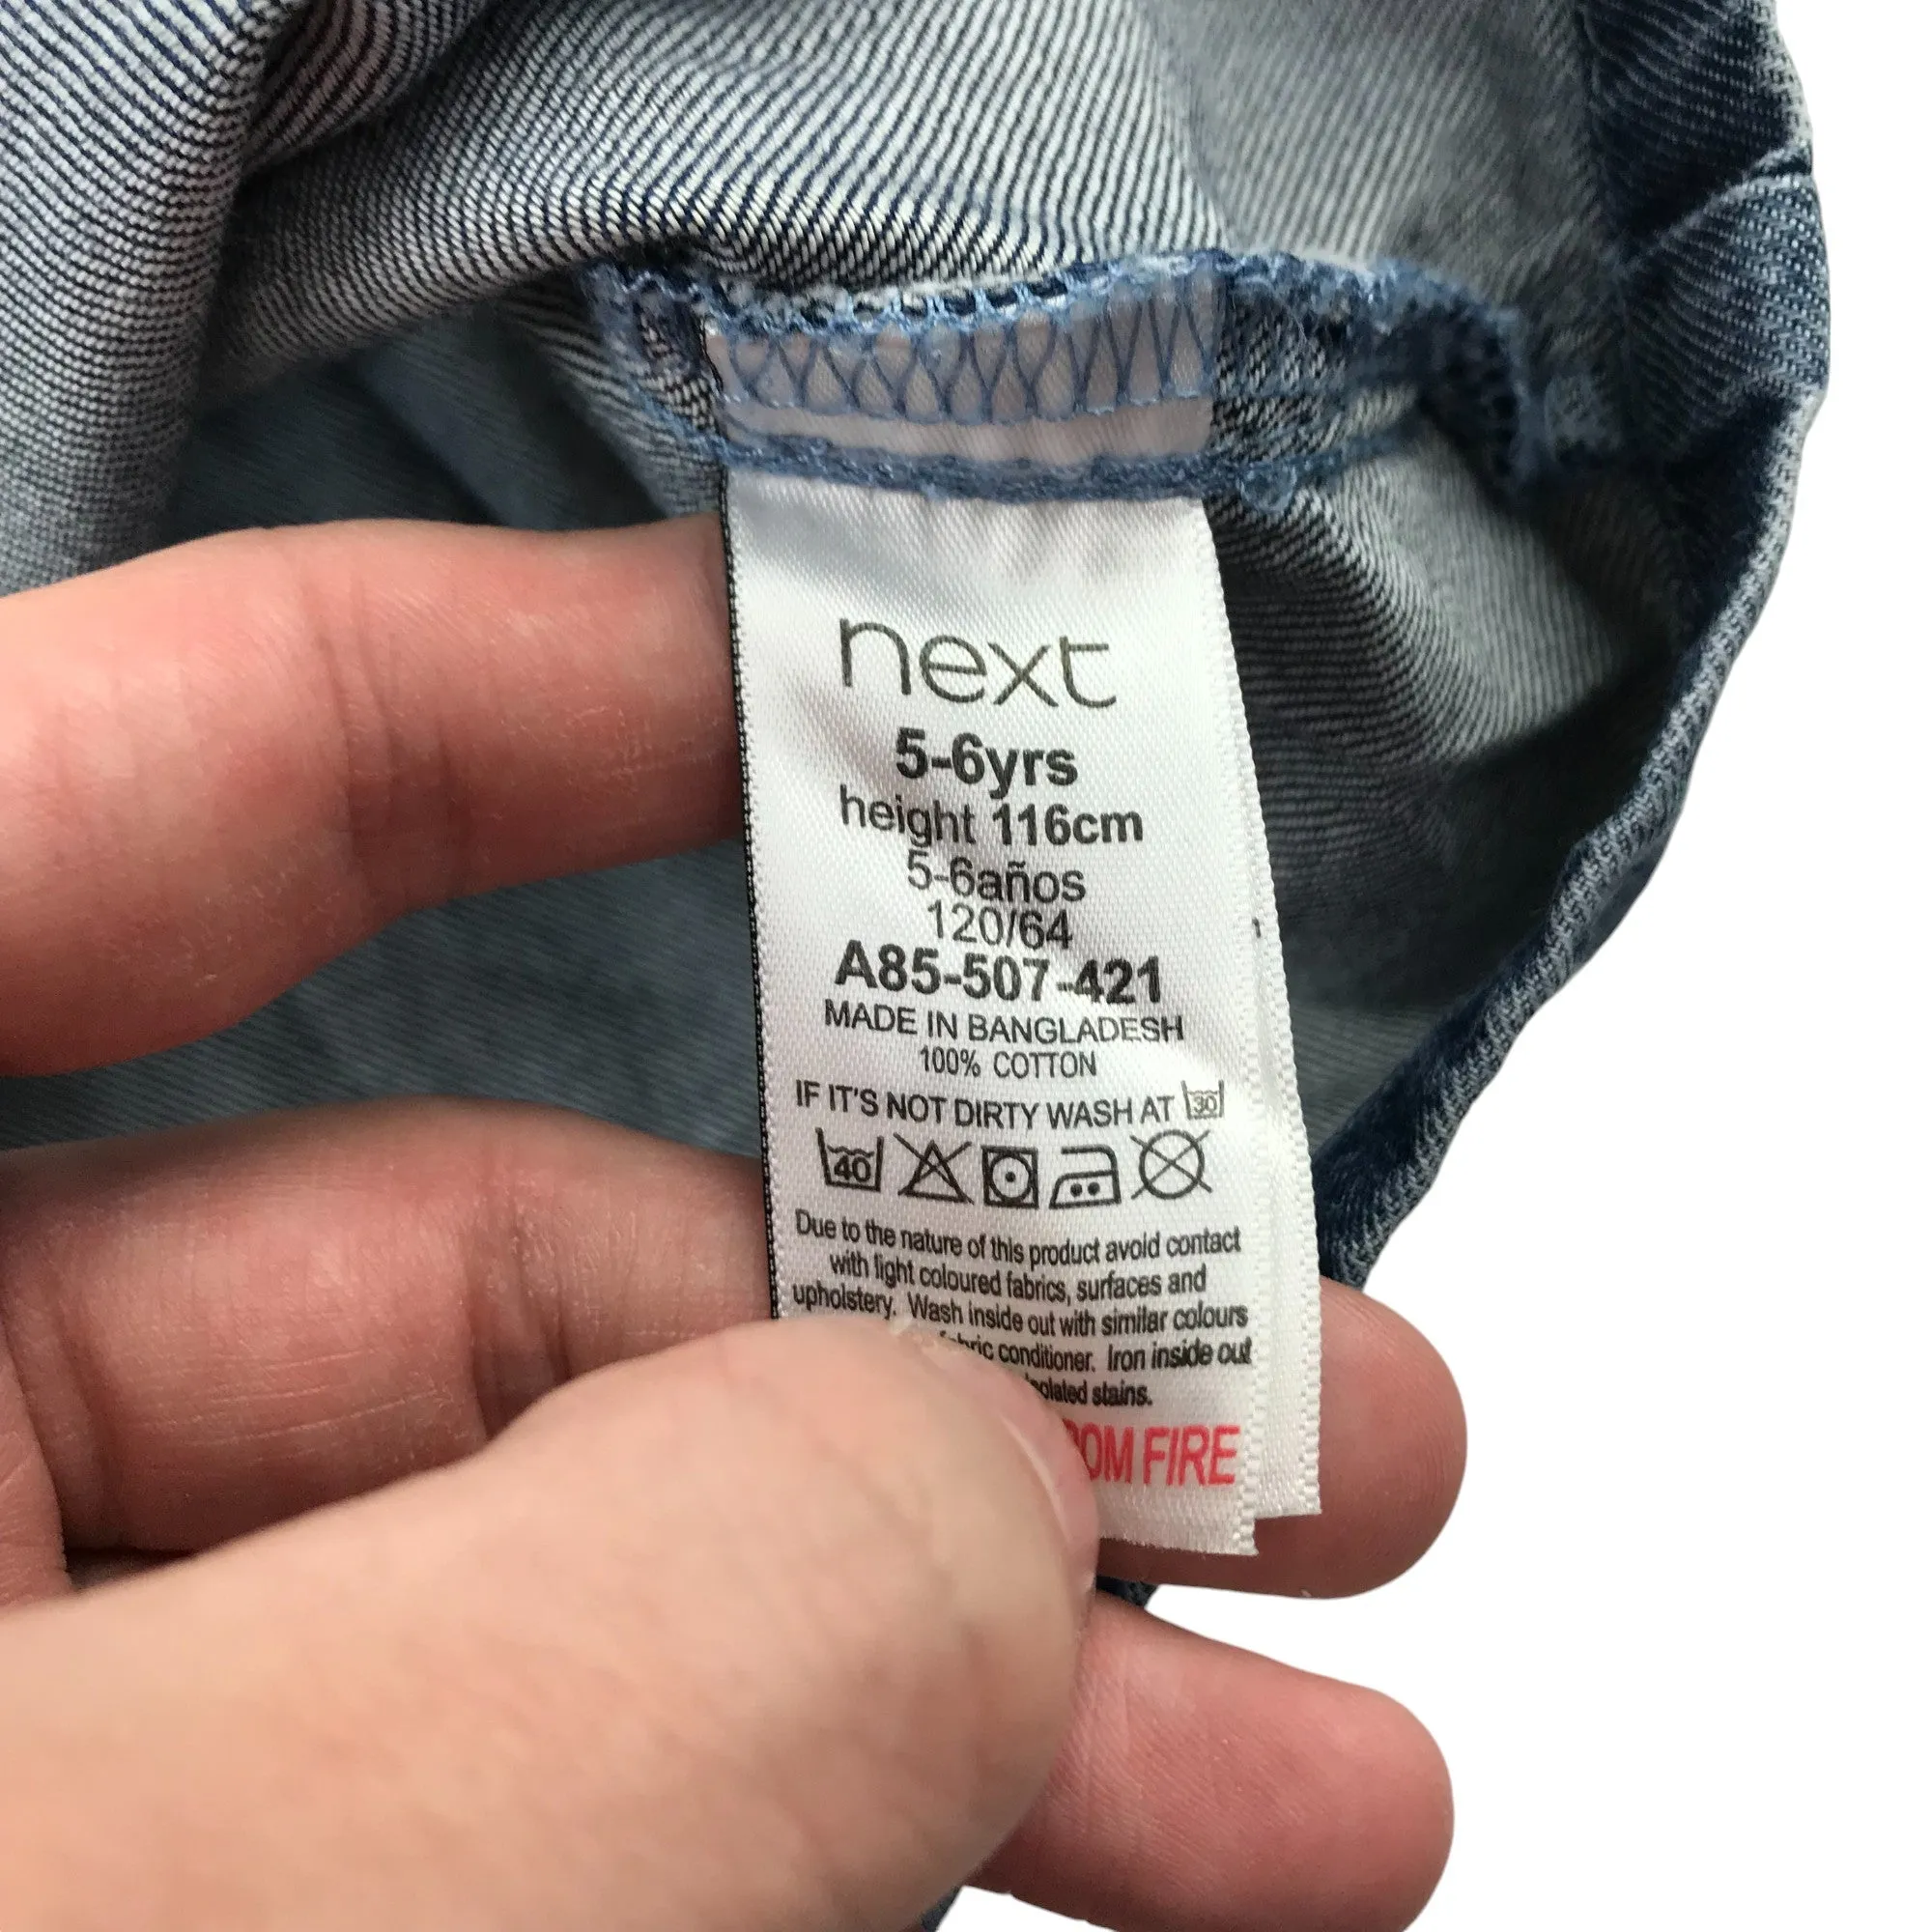 next
5-6yrs
height 116cm
5-6años
120/64
A85-507-421
MADE IN BANGLADESH
100% COTTON
IF IT'S NOT DIRTY WASH AT 30
40
Due to the nature of this product avoid contact
with light coloured fabrics, surfaces and
upholstery. Wash inside out with similar colours
conditioner. Iron inside out
stains.
FIRE